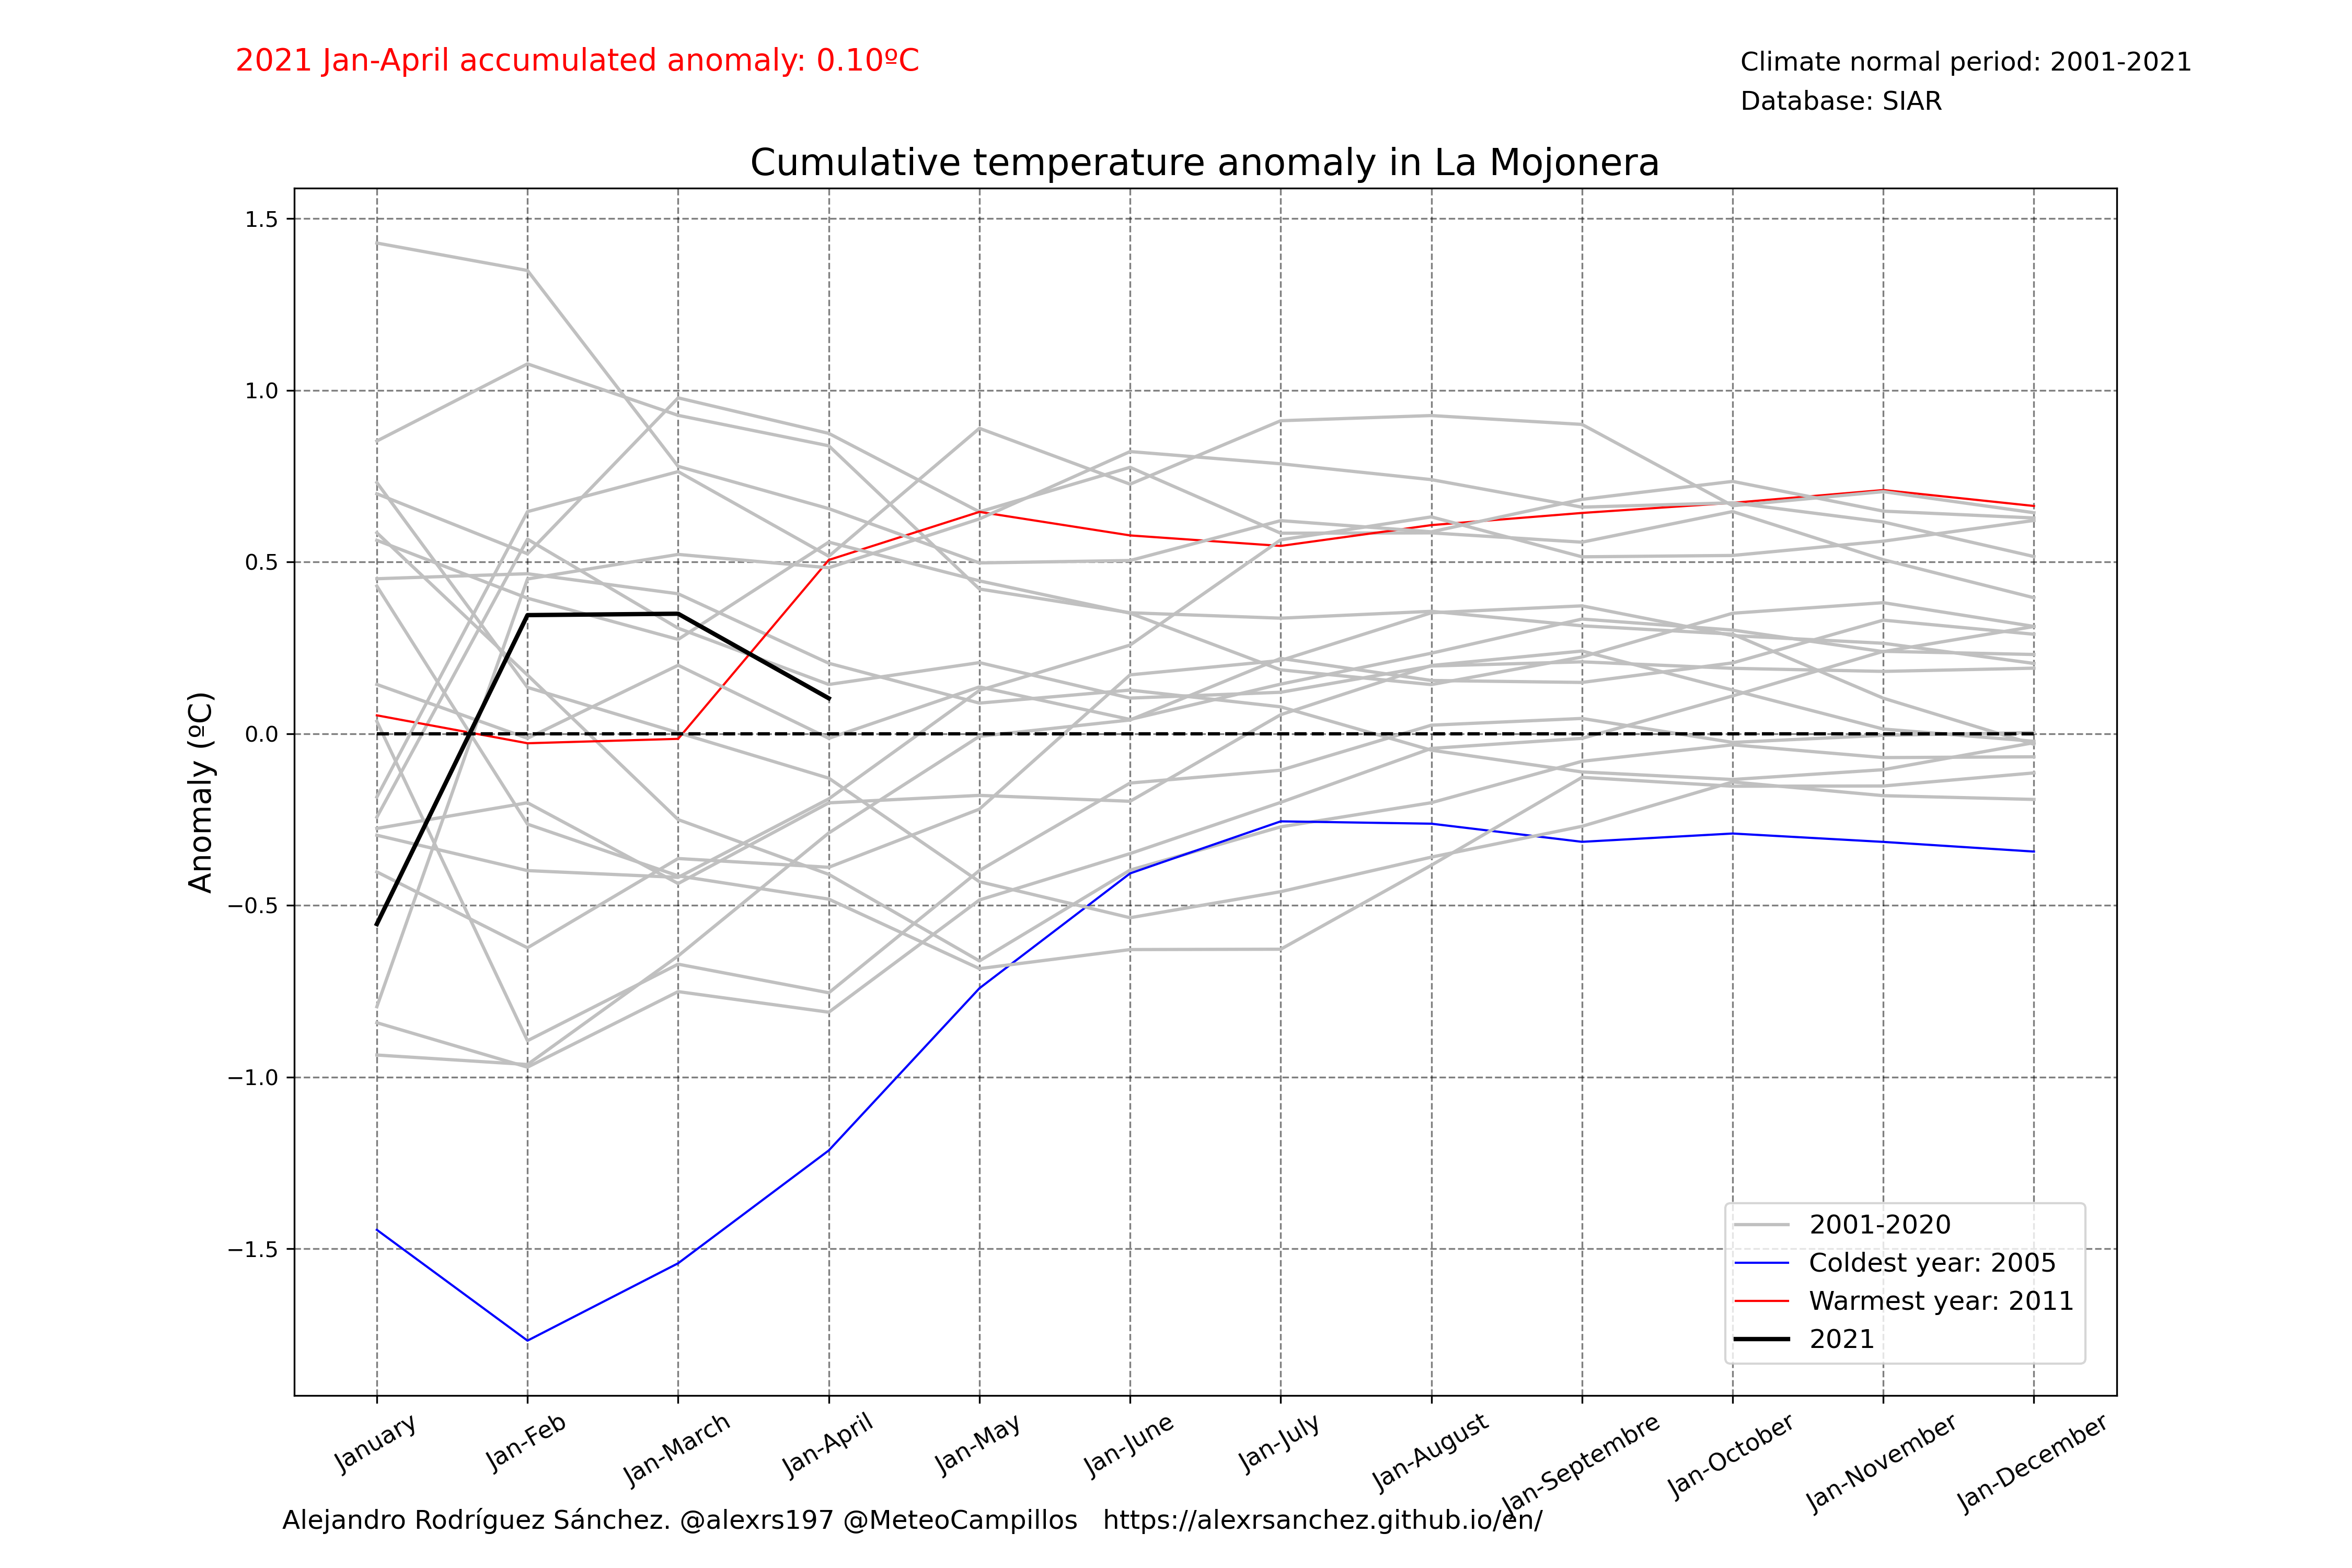 2021 Jan-April accumulated anomaly: 0.10ºC
Climate normal period: 2001-2021
Database: SIAR
Cumulative temperature anomaly in La Mojonera
Anomaly (ºC)
1.5
1.0
0.5
0.0
−0.5
−1.0
−1.5
2001-2020
Coldest year: 2005
Warmest year: 2011
2021
January
Jan-Feb
Jan-March
Jan-April
Jan-May
Jan-June
Jan-July
Jan-August
Jan-Septembre
Jan-October
Jan-November
Jan-December
Alejandro Rodríguez Sánchez. @alexrs197 @MeteoCampillos https://alexrsanchez.github.io/en/